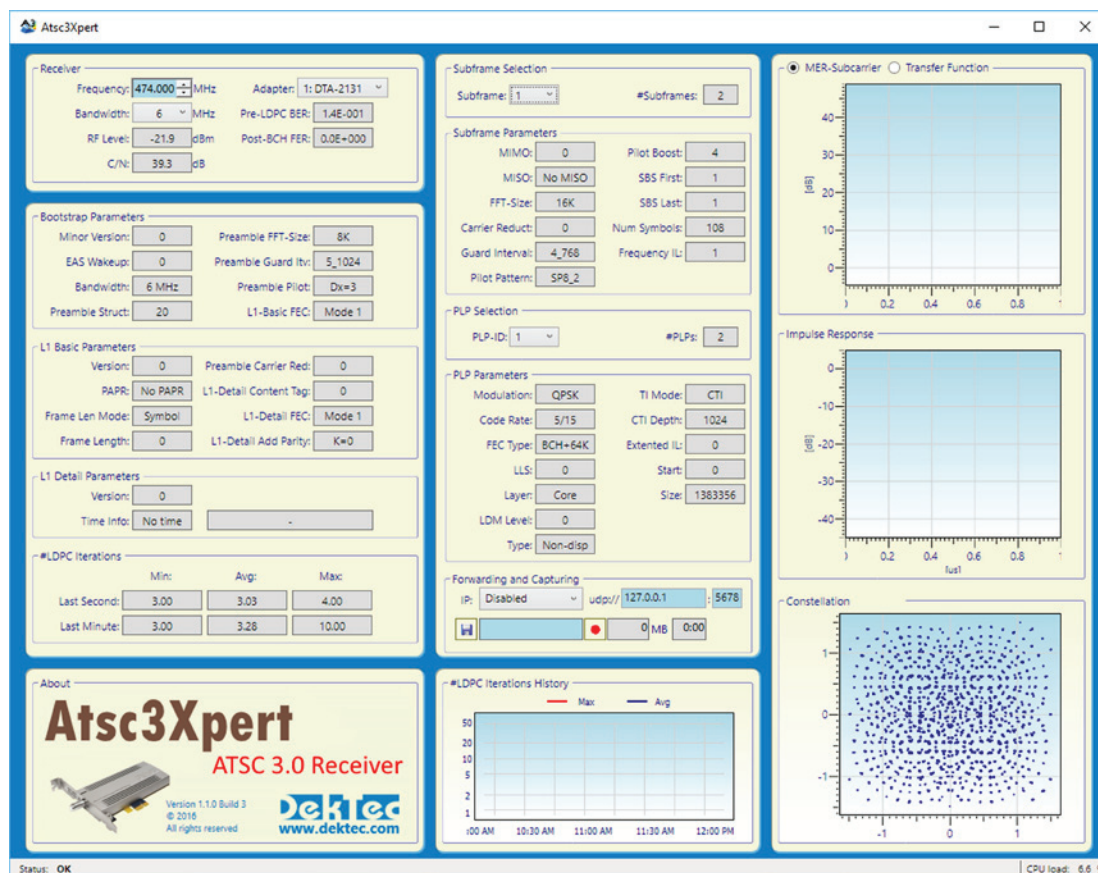 Atsc3Xpert
Receiver
Frequency: 474.000 MHz Adapter: 1: DTA-2131
Bandwidth: 6 MHz Pre-LDPC BER: 1.4E-001
RF Level: -21.9 dBm Post-BCH FER: 0.0E+000
C/N: 39.3 dB
Bootstrap Parameters
Minor Version: 0 Preamble FFT-Size: 8K
EAS Wakeup: 0 Preamble Guard Itv: 5_1024
Bandwidth: 6 MHz Preamble Pilot: Dx=3
Preamble Struct: 20 L1-Basic FEC: Mode 1
L1 Basic Parameters
Version: 0 Preamble Carrier Red: 0
PAPR: No PAPR L1-Detail Content Tag: 0
Frame Len Mode: Symbol L1-Detail FEC: Mode 1
Frame Length: 0 L1-Detail Add Parity: K=0
L1 Detail Parameters
Version: 0
Time Info: No time -
#LDPC Iterations
Min: Avg: Max:
Last Second: 3.00 3.03 4.00
Last Minute: 3.00 3.28 10.00
About
Atsc3Xpert
ATSC 3.0 Receiver
Version 1.1.0 Build 3
© 2016
All rights reserved
DekTec
www.dektec.com
Subframe Selection
Subframe: 1 #Subframes: 2
Subframe Parameters
MIMO: 0 Pilot Boost: 4
MISO: No MISO SBS First: 1
FFT-Size: 16K SBS Last: 1
Carrier Reduct: 0 Num Symbols: 108
Guard Interval: 4_768 Frequency IL: 1
Pilot Pattern: SP8_2
PLP Selection
PLP-ID: 1 #PLPs: 2
PLP Parameters
Modulation: QPSK TI Mode: CTI
Code Rate: 5/15 CTI Depth: 1024
FEC Type: BCH+64K Extented IL: 0
LLS: 0 Start: 0
Layer: Core Size: 1383356
LDM Level: 0
Type: Non-disp
Forwarding and Capturing
IP: Disabled udp:// 127.0.0.1 : 5678
0 MB 0:00
#LDPC Iterations History
Max Avg
50
20
10
5
2
1
:00 AM 10:30 AM 11:00 AM 11:30 AM 12:00 PM
MER-Subcarrier Transfer Function
[dB]
40
30
20
10
0
0.2 0.4 0.6 0.8
Impulse Response
[dB]
0
-10
-20
-30
-40
0.2 0.4 0.6 0.8
[us]
Constellation
1
0
-1
-1 0 1
Status: OK
CPU load: 6.6